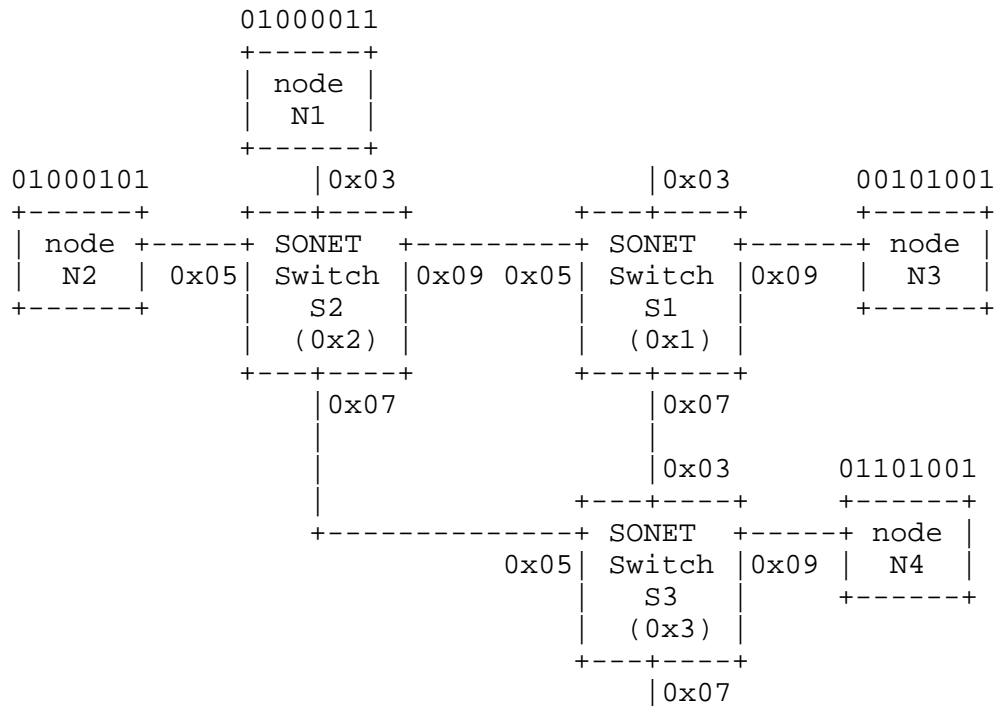 01000011
+------+
| node |
| N1 |
+------+
01000101 |0x03 |0x03 00101001
+------+ +---+----+ +---+----+ +------+
| node +-----+ SONET +---------+ SONET +------+ node |
| N2 | 0x05| Switch |0x09 0x05| Switch |0x09 | N3 |
+------+ | S2 | | S1 | +------+
| (0x2) | | (0x1) |
+---+----+ +---+----+
|0x07 |0x07
| |
| |0x03 01101001
| +---+----+ +------+
+---------------+ SONET +-----+ node |
0x05| Switch |0x09 | N4 |
| S3 | +------+
| (0x3) |
+---+----+
|0x07